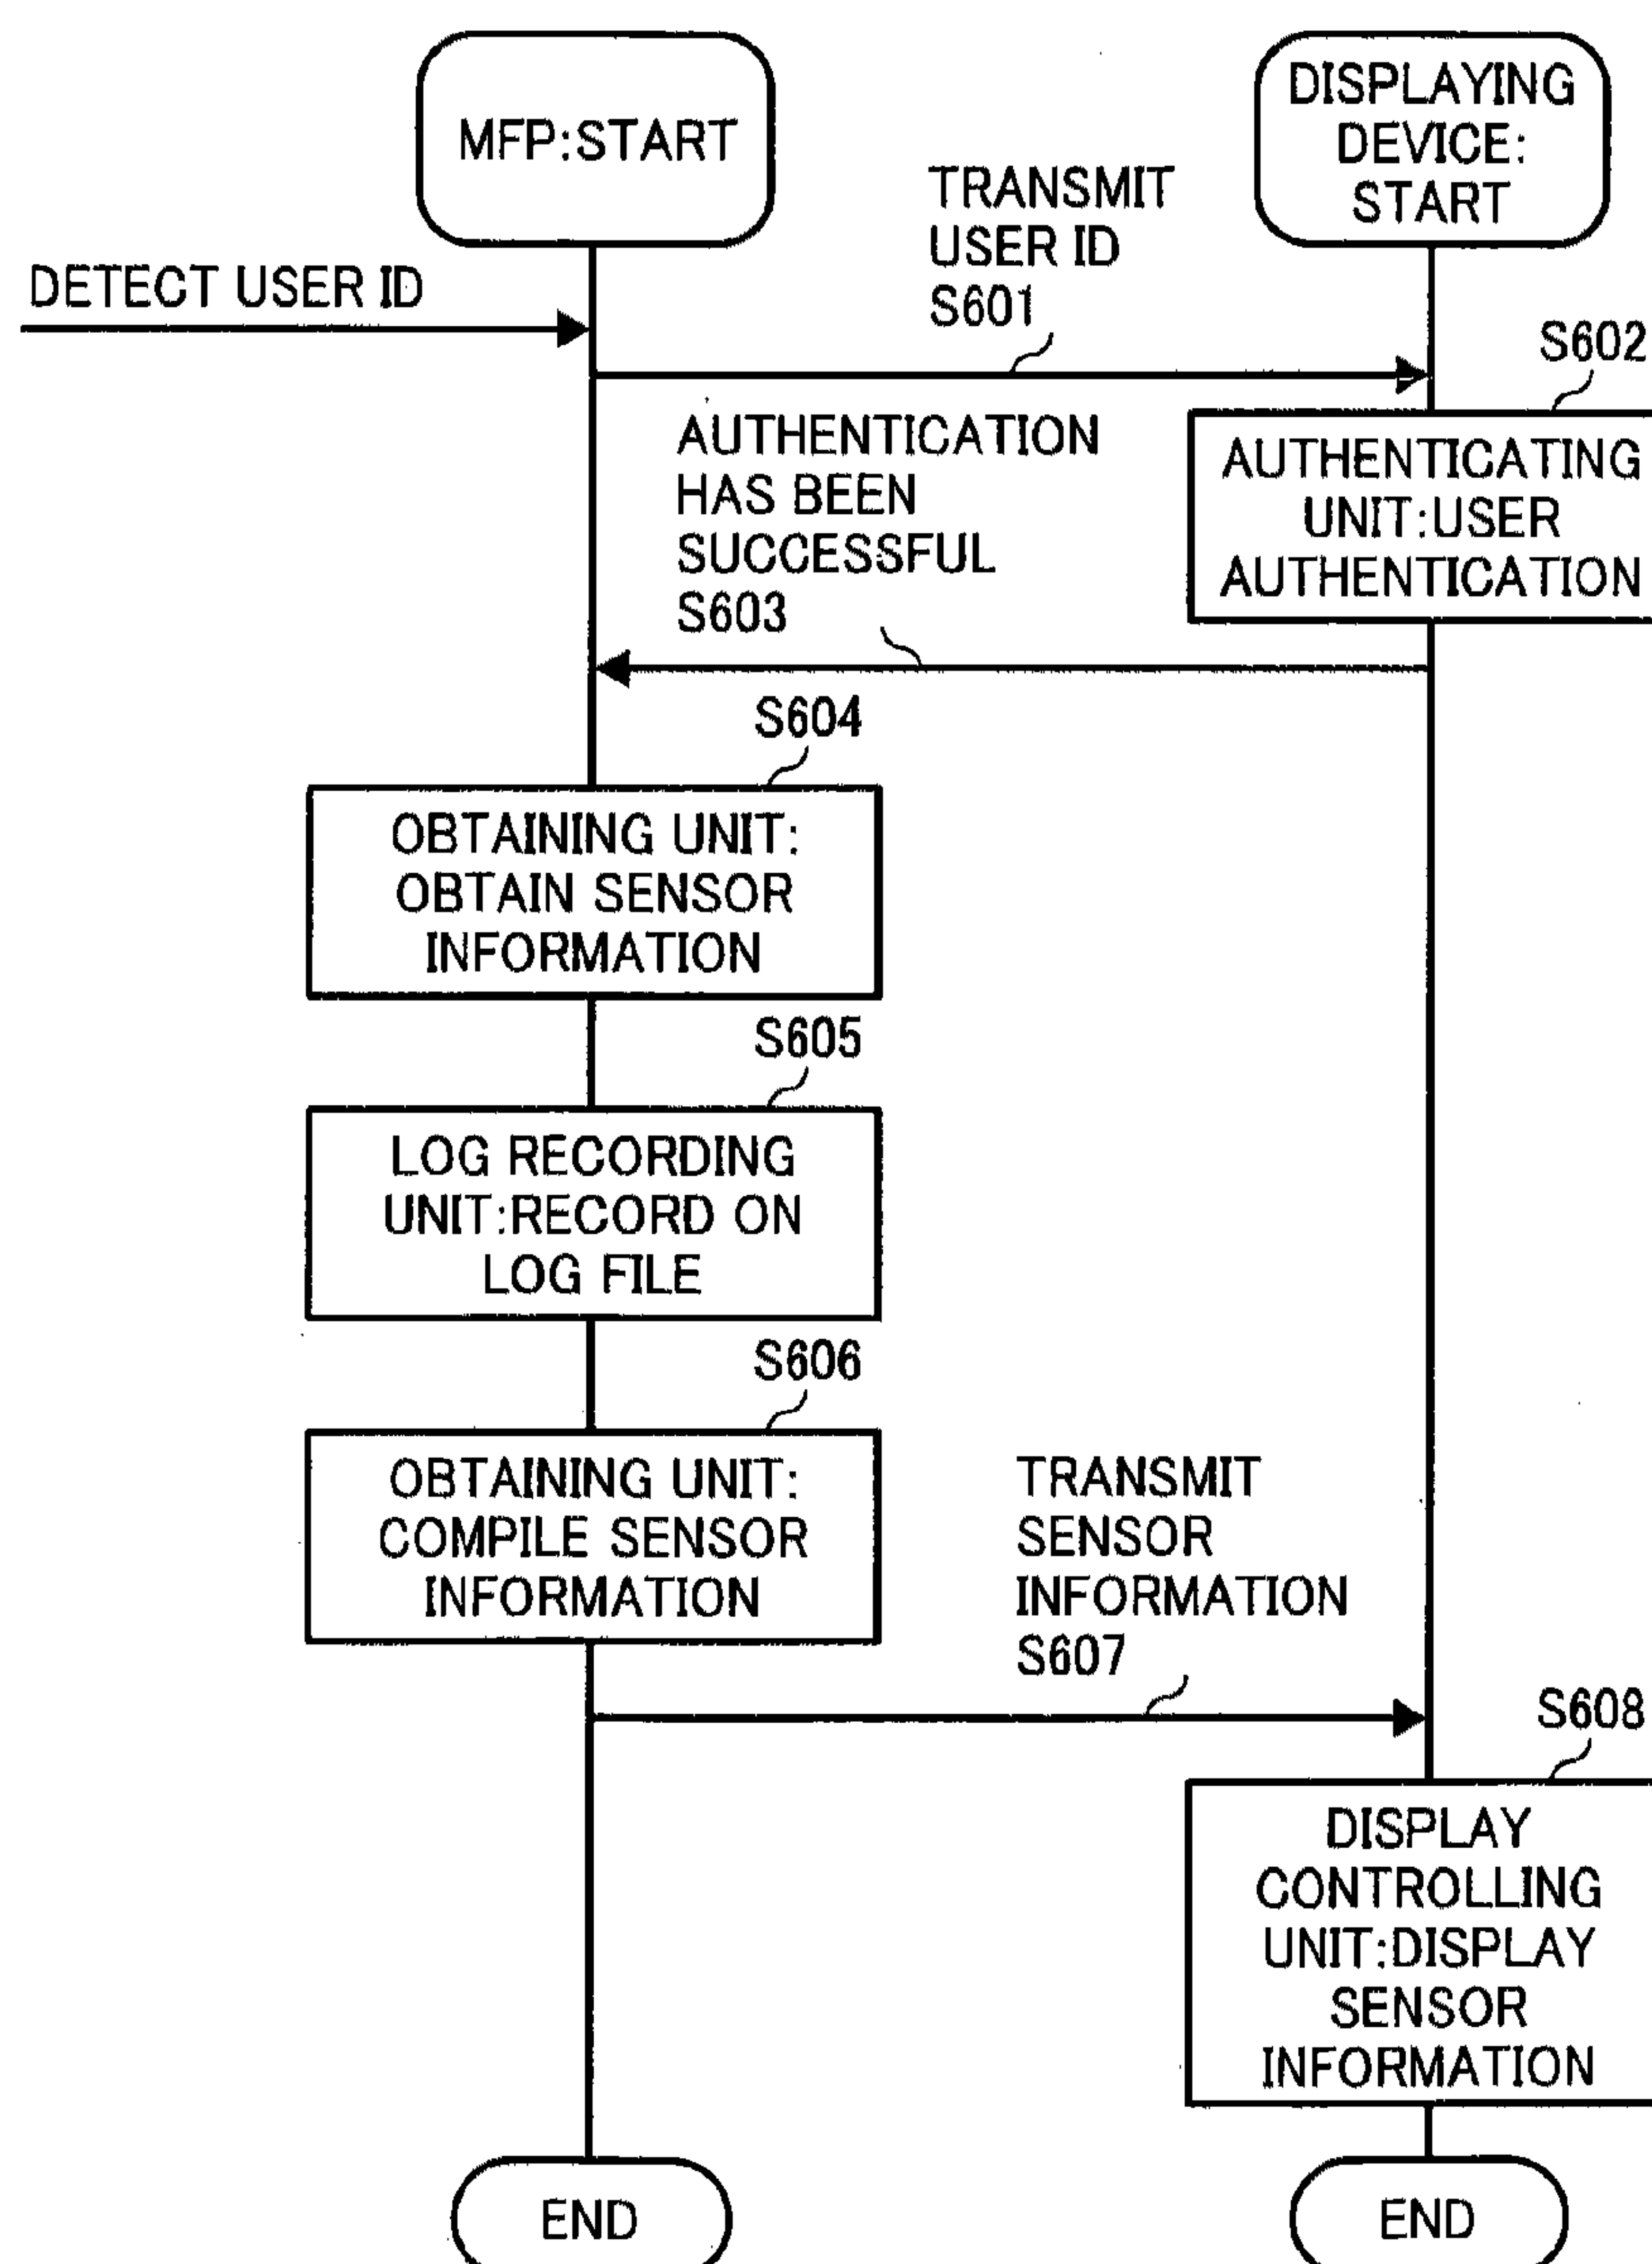 MFP:START
DISPLAYING
DEVICE:
START
DETECT USER ID
TRANSMIT
USER ID
S601
S602
AUTHENTICATING
UNIT:USER
AUTHENTICATION
AUTHENTICATION
HAS BEEN
SUCCESSFUL
S603
S604
OBTAINING UNIT:
OBTAIN SENSOR
INFORMATION
S605
LOG RECORDING
UNIT:RECORD ON
LOG FILE
S606
OBTAINING UNIT:
COMPILE SENSOR
INFORMATION
TRANSMIT
SENSOR
INFORMATION
S607
S608
DISPLAY
CONTROLLING
UNIT:DISPLAY
SENSOR
INFORMATION
END
END